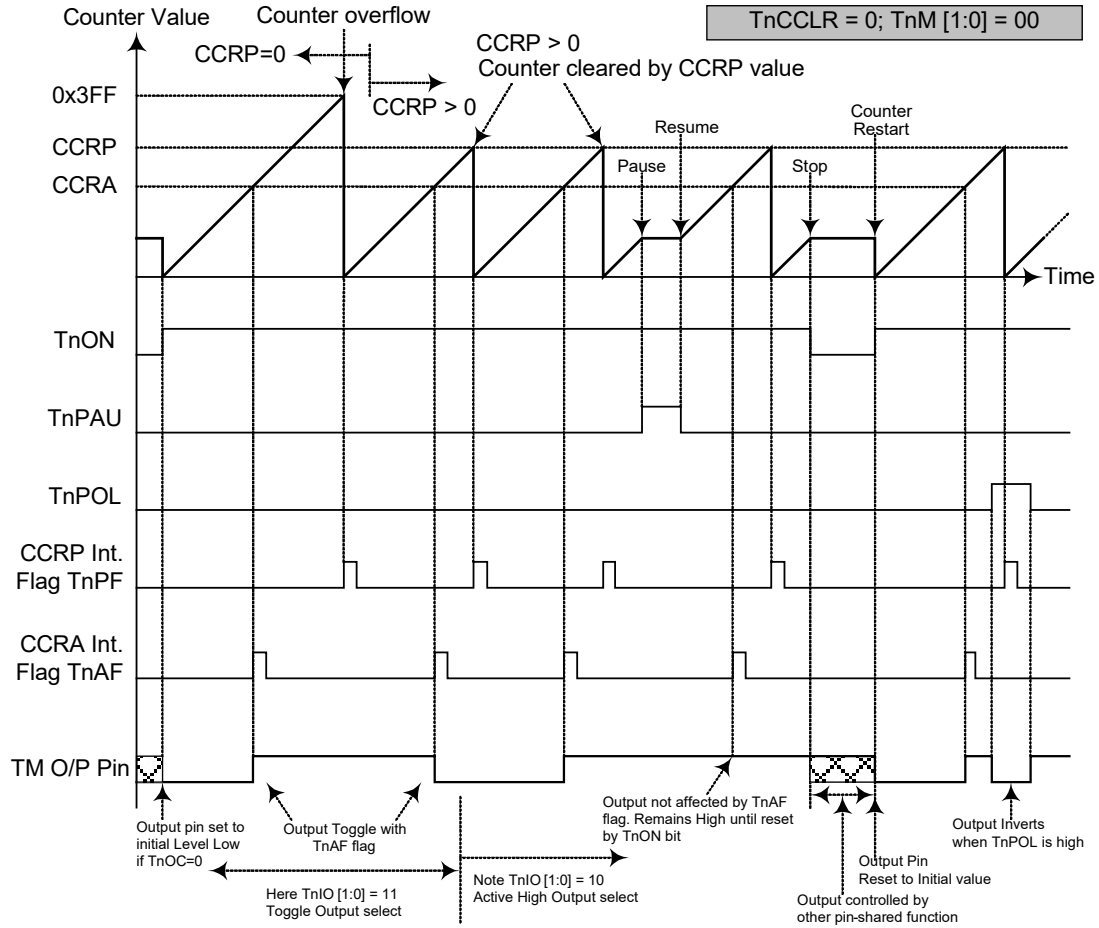 Counter Value
Counter overflow
TnCCLR = 0; TnM [1:0] = 00
CCRP=0
CCRP > 0
CCRP > 0
Counter cleared by CCRP value
0x3FF
CCRP
CCRA
Pause
Resume
Stop
Counter
Restart
Time
TnON
TnPAU
TnPOL
CCRP Int.
Flag TnPF
CCRA Int.
Flag TnAF
TM O/P Pin
Output pin set to
initial Level Low
if TnOC=0
Output Toggle with
TnAF flag
Here TnIO [1:0] = 11
Toggle Output select
Note TnIO [1:0] = 10
Active High Output select
Output not affected by TnAF
flag. Remains High until reset
by TnON bit
Output Pin
Reset to Initial value
Output controlled by
other pin-shared function
Output Inverts
when TnPOL is high